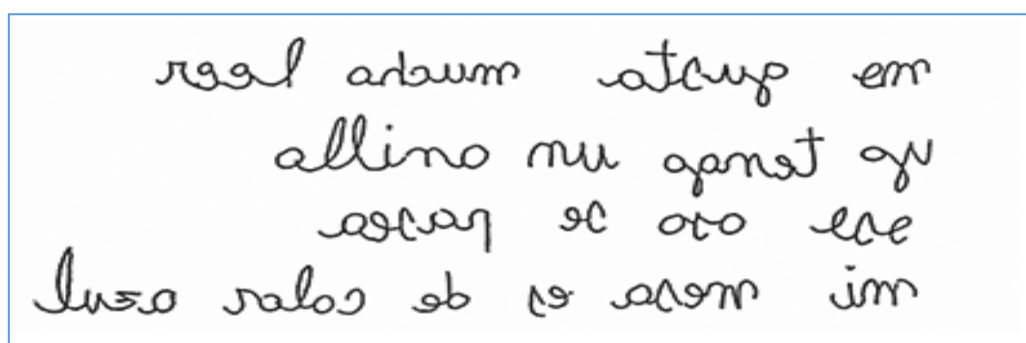 me gusta mucho leer
yo tengo un anillo
ese oso se pasea
mi mesa es de color azul